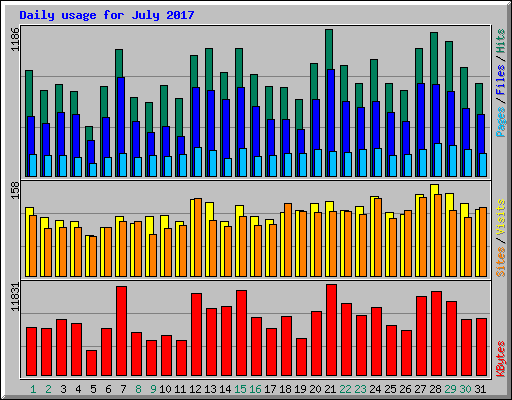 Daily usage for July 2017
1186
Pages / Files / Hits
158
Sites / Visits
11831
KBytes
1 2 3 4 5 6 7 8 9 10 11 12 13 14 15 16 17 18 19 20 21 22 23 24 25 26 27 28 29 30 31